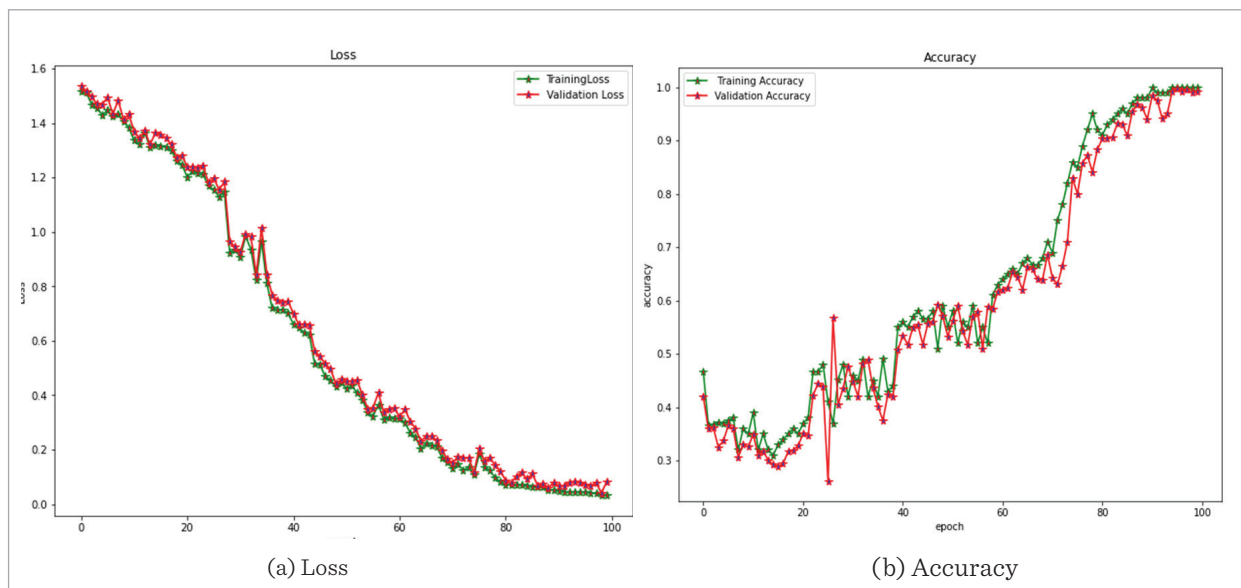 Loss
1.6
1.4
1.2
1.0
0.8
0.6
0.4
0.2
0.0
Loss
TrainingLoss
Validation Loss
0 20 40 60 80 100
(a) Loss
Accuracy
1.0
0.9
0.8
0.7
0.6
0.5
0.4
0.3
accuracy
Training Accuracy
Validation Accuracy
0 20 40 60 80 100
epoch
(b) Accuracy